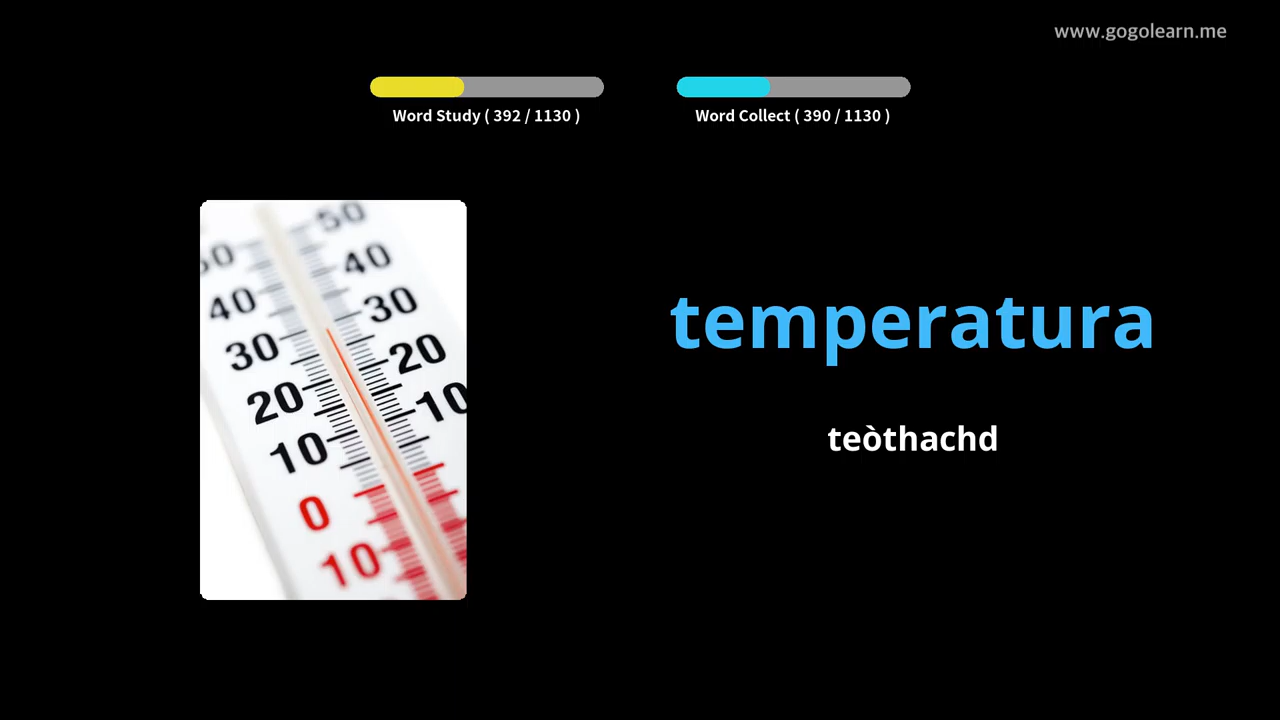 www.gogolearn.me
Word Study ( 392 / 1130 )
Word Collect ( 390 / 1130 )
50
40
40
30
30
20
20
10
10
0
10
temperatura
teòthachd